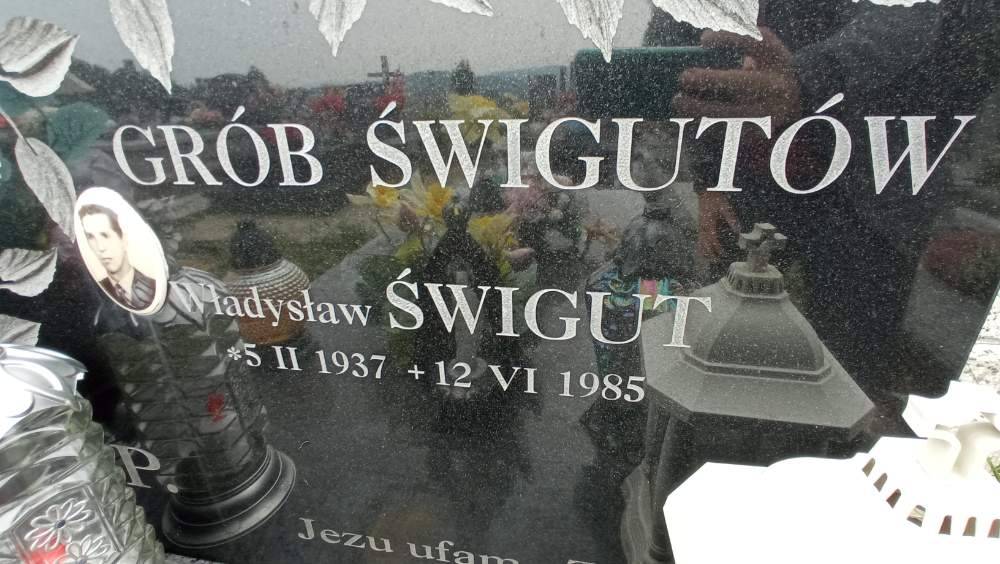 GRÓB ŚWIGUTÓW
Władysław ŚWIGUT
*5 II 1937 +12 VI 1985
P.
Jezu ufam